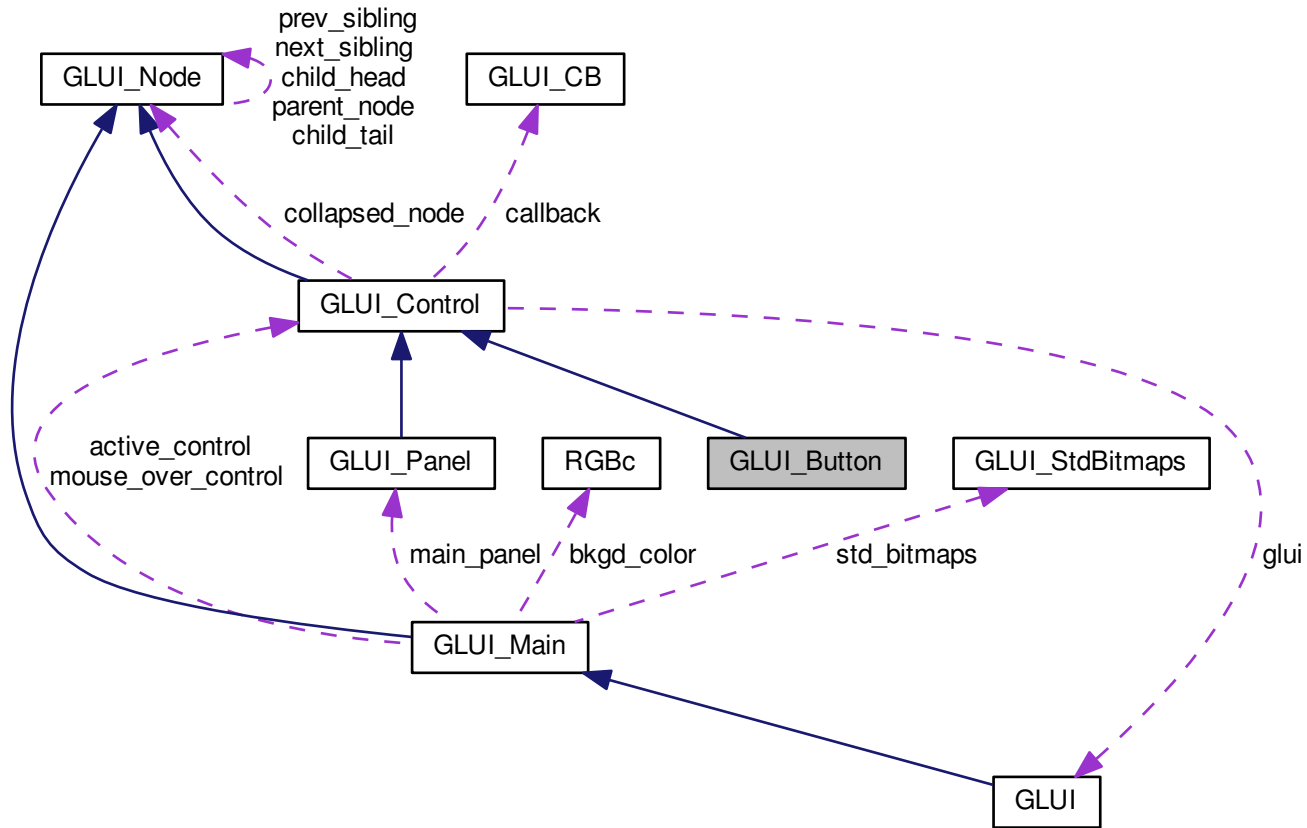 prev_sibling
next_sibling
child_head
parent_node
child_tail
GLUI_Node
GLUI_CB
collapsed_node
callback
GLUI_Control
active_control
mouse_over_control
GLUI_Panel
RGBc
GLUI_Button
GLUI_StdBitmaps
main_panel
bkgd_color
std_bitmaps
glui
GLUI_Main
GLUI